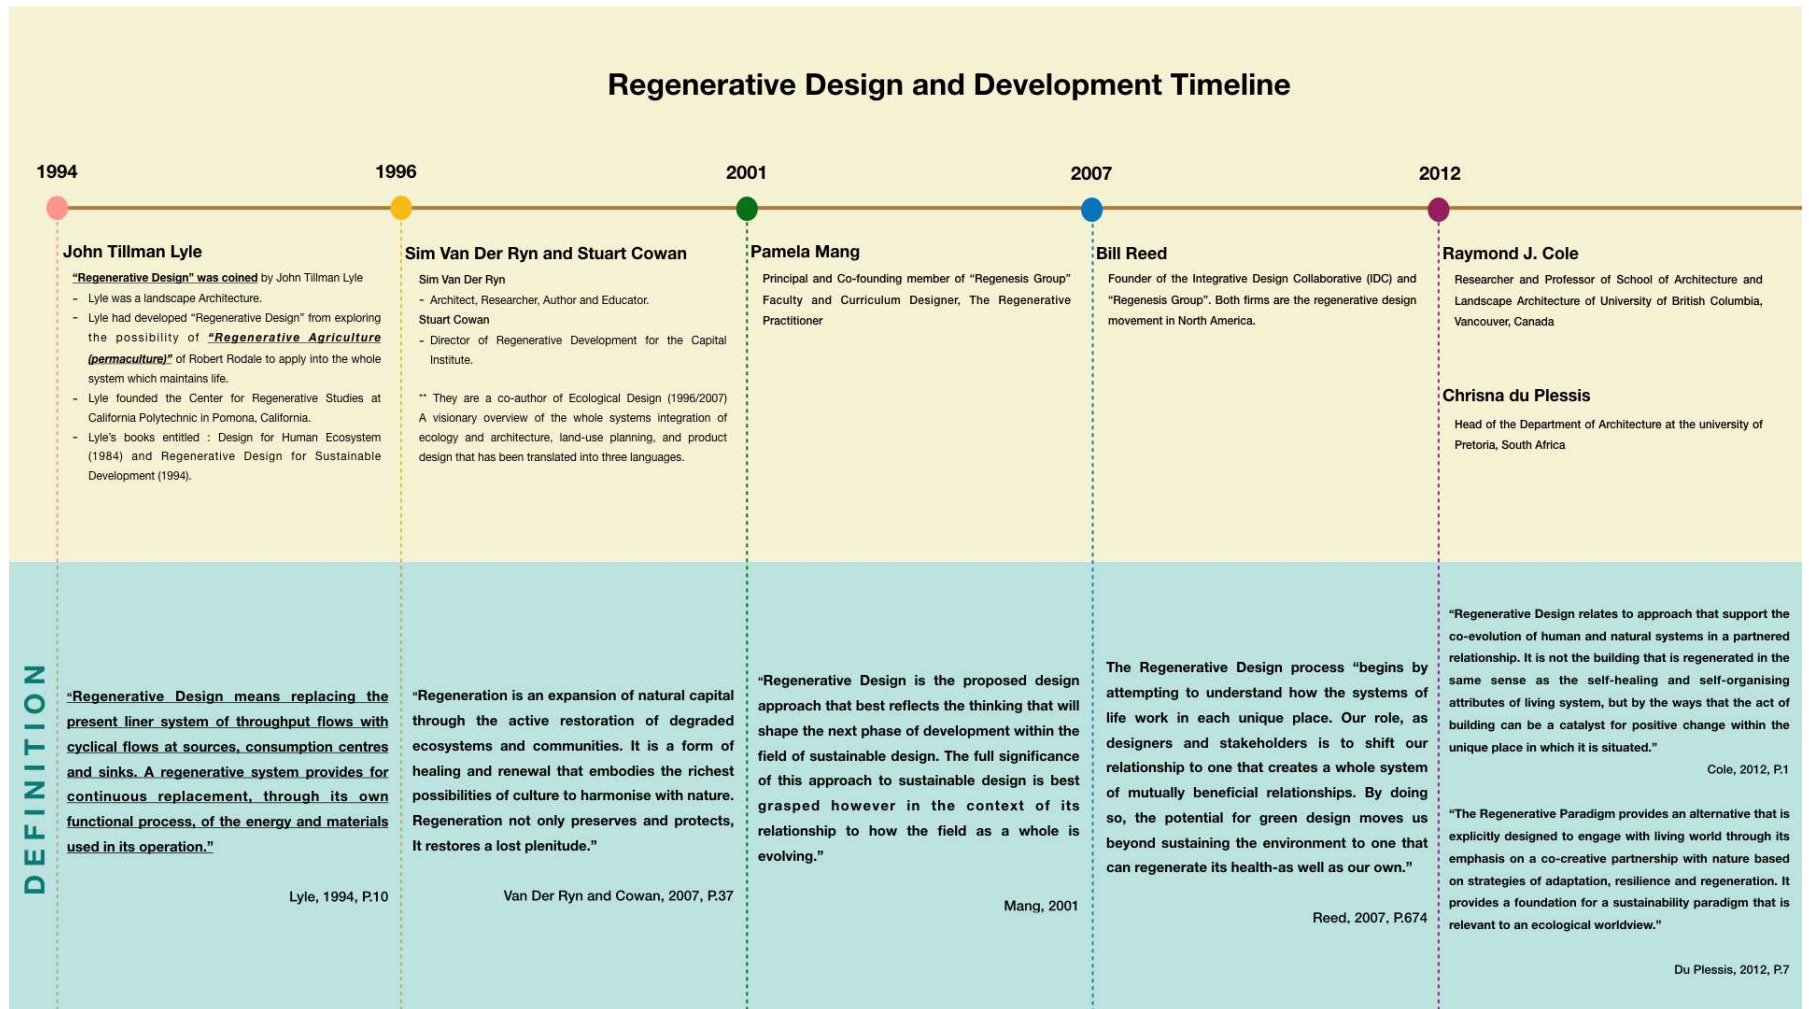 Regenerative Design and Development Timeline
1994
1996
2001
2007
2012
John Tillman Lyle
“Regenerative Design” was coined by John Tillman Lyle
- Lyle was a landscape Architecture.
- Lyle had developed “Regenerative Design” from exploring
the possibility of “Regenerative Agriculture
(permaculture)” of Robert Rodale to apply into the whole
system which maintains life.
- Lyle founded the Center for Regenerative Studies at
California Polytechnic in Pomona, California.
- Lyle’s books entitled : Design for Human Ecosystem
(1984) and Regenerative Design for Sustainable
Development (1994).
Sim Van Der Ryn and Stuart Cowan
Sim Van Der Ryn
- Architect, Researcher, Author and Educator.
Stuart Cowan
- Director of Regenerative Development for the Capital
Institute.
** They are a co-author of Ecological Design (1996/2007)
A visionary overview of the whole systems integration of
ecology and architecture, land-use planning, and product
design that has been translated into three languages.
Pamela Mang
Principal and Co-founding member of “Regenesis Group”
Faculty and Curriculum Designer, The Regenerative
Practitioner
Bill Reed
Founder of the Integrative Design Collaborative (IDC) and
“Regenesis Group”. Both firms are the regenerative design
movement in North America.
Raymond J. Cole
Researcher and Professor of School of Architecture and
Landscape Architecture of University of British Columbia,
Vancouver, Canada
Chrisna du Plessis
Head of the Department of Architecture at the university of
Pretoria, South Africa
DEFINITION
“Regenerative Design means replacing the
present liner system of throughput flows with
cyclical flows at sources, consumption centres
and sinks. A regenerative system provides for
continuous replacement, through its own
functional process, of the energy and materials
used in its operation.”
Lyle, 1994, P.10
“Regeneration is an expansion of natural capital
through the active restoration of degraded
ecosystems and communities. It is a form of
healing and renewal that embodies the richest
possibilities of culture to harmonise with nature.
Regeneration not only preserves and protects,
It restores a lost plenitude.”
Van Der Ryn and Cowan, 2007, P.37
“Regenerative Design is the proposed design
approach that best reflects the thinking that will
shape the next phase of development within the
field of sustainable design. The full significance
of this approach to sustainable design is best
grasped however in the context of its
relationship to how the field as a whole is
evolving.”
Mang, 2001
The Regenerative Design process “begins by
attempting to understand how the systems of
life work in each unique place. Our role, as
designers and stakeholders is to shift our
relationship to one that creates a whole system
of mutually beneficial relationships. By doing
so, the potential for green design moves us
beyond sustaining the environment to one that
can regenerate its health-as well as our own.”
Reed, 2007, P.674
“Regenerative Design relates to approach that support the
co-evolution of human and natural systems in a partnered
relationship. It is not the building that is regenerated in the
same sense as the self-healing and self-organising
attributes of living system, but by the ways that the act of
building can be a catalyst for positive change within the
unique place in which it is situated.”
Cole, 2012, P.1
“The Regenerative Paradigm provides an alternative that is
explicitly designed to engage with living world through its
emphasis on a co-creative partnership with nature based
on strategies of adaptation, resilience and regeneration. It
provides a foundation for a sustainability paradigm that is
relevant to an ecological worldview.”
Du Plessis, 2012, P.7